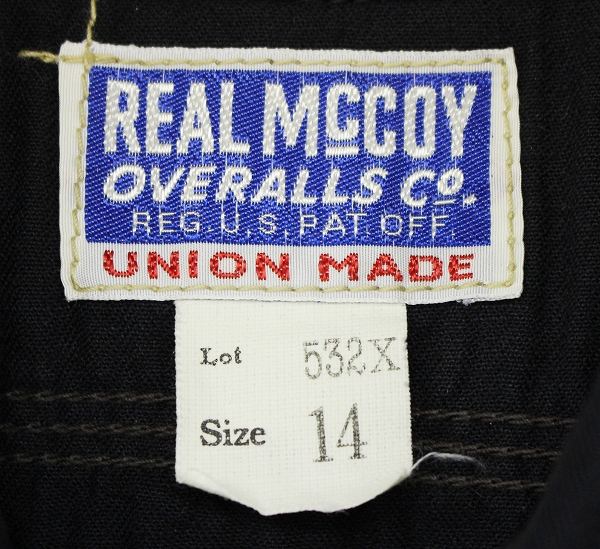 REAL McCOY
OVERALLS Co.
REG. U.S. PAT. OFF.
UNION MADE
Lot 532X
Size 14